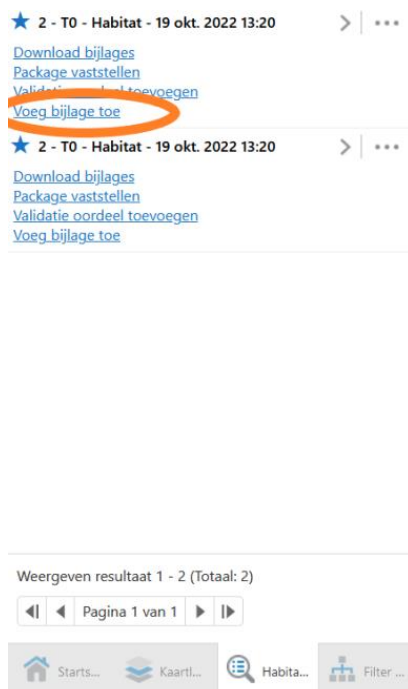 2 - T0 - Habitat - 19 okt. 2022 13:20
Download bijlages
Package vaststellen
Validatie oordeel toevoegen
Voeg bijlage toe
2 - T0 - Habitat - 19 okt. 2022 13:20
Download bijlages
Package vaststellen
Validatie oordeel toevoegen
Voeg bijlage toe
Weergeven resultaat 1 - 2 (Totaal: 2)
Pagina 1 van 1
Starts... Kaartl... Habita... Filter ...